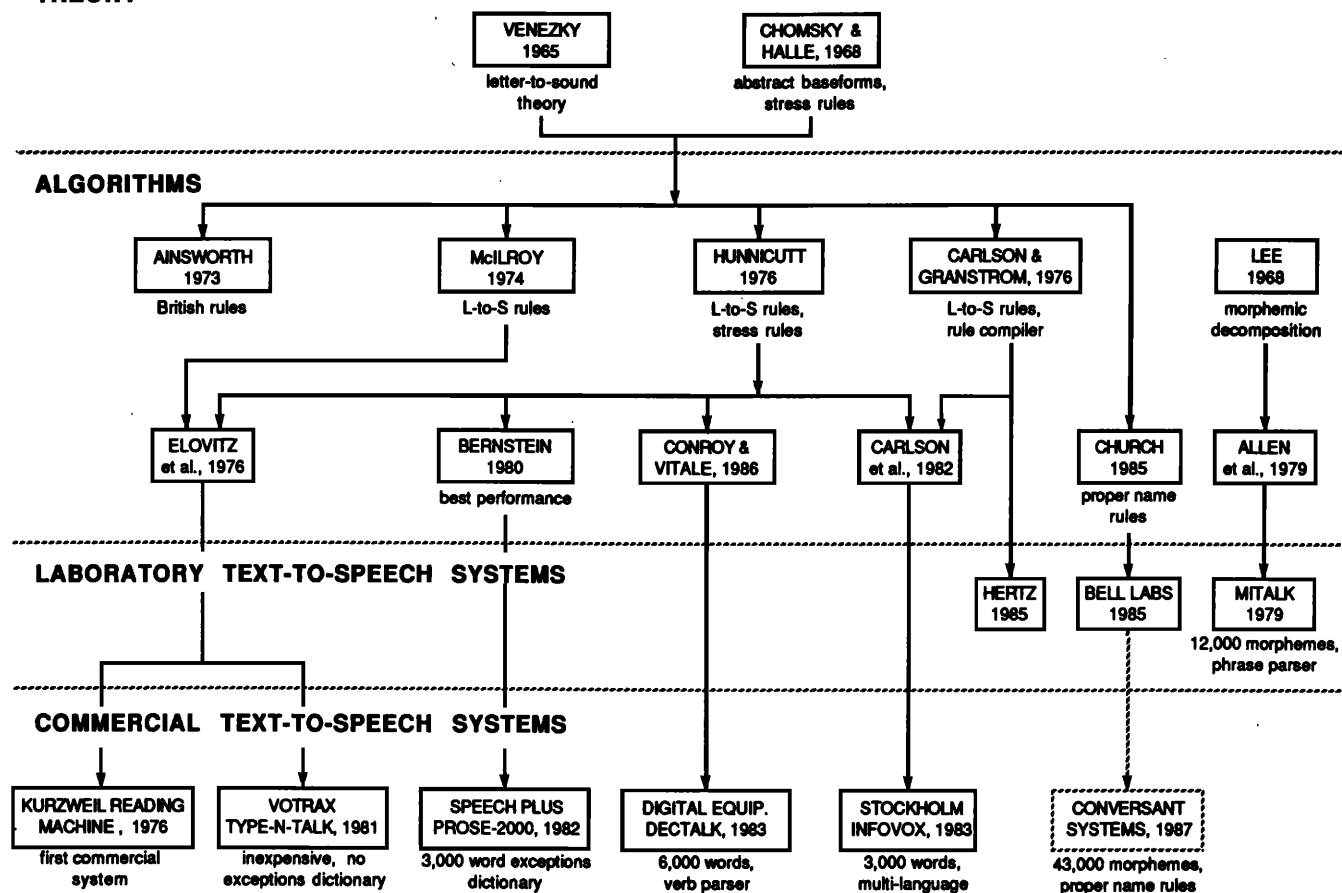 THEORY
VENEZKY
1965
letter-to-sound
theory
CHOMSKY &
HALLE, 1968
abstract baseforms,
stress rules
ALGORITHMS
AINSWORTH
1973
British rules
McILROY
1974
L-to-S rules
HUNNICUTT
1976
L-to-S rules,
stress rules
CARLSON &
GRANSTROM, 1976
L-to-S rules,
rule compiler
LEE
1968
morphemic
decomposition
ELOVITZ
et al., 1976
BERNSTEIN
1980
best performance
CONROY &
VITALE, 1986
CARLSON
et al., 1982
CHURCH
1985
proper name
rules
ALLEN
et al., 1979
LABORATORY TEXT-TO-SPEECH SYSTEMS
HERTZ
1985
BELL LABS
1985
MITALK
1979
12,000 morphemes,
phrase parser
COMMERCIAL TEXT-TO-SPEECH SYSTEMS
KURZWEIL READING
MACHINE , 1976
first commercial
system
VOTRAX
TYPE-N-TALK, 1981
inexpensive, no
exceptions dictionary
SPEECH PLUS
PROSE-2000, 1982
3,000 word exceptions
dictionary
DIGITAL EQUIP.
DECTALK, 1983
6,000 words,
verb parser
STOCKHOLM
INFOVOX, 1983
3,000 words,
multi-language
CONVERSANT
SYSTEMS, 1987
43,000 morphemes,
proper name rules